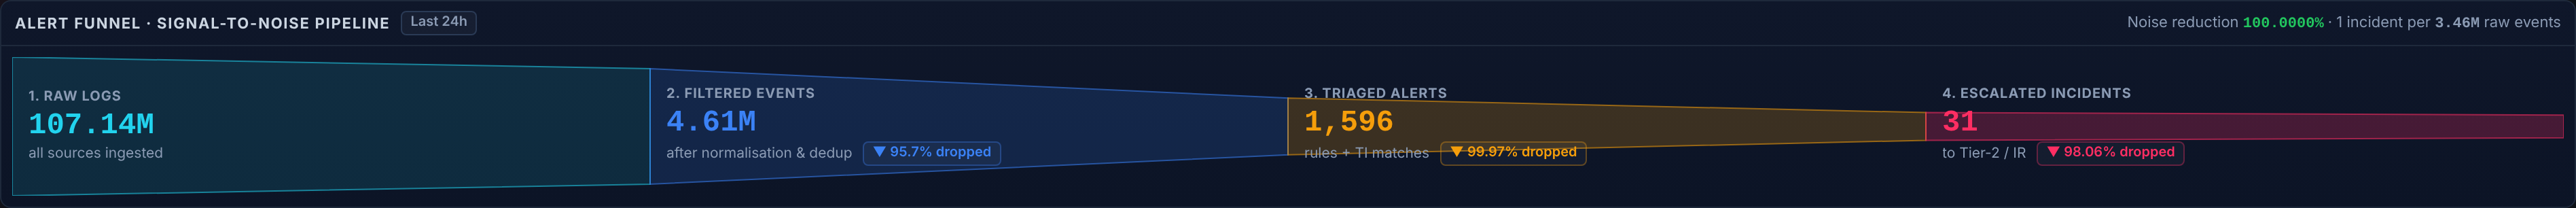 ALERT FUNNEL · SIGNAL-TO-NOISE PIPELINE Last 24h
Noise reduction 100.0000% · 1 incident per 3.46M raw events
1. RAW LOGS
107.14M
all sources ingested
2. FILTERED EVENTS
4.61M
after normalisation & dedup ▼ 95.7% dropped
3. TRIAGED ALERTS
1,596
rules + TI matches ▼ 99.97% dropped
4. ESCALATED INCIDENTS
31
to Tier-2 / IR ▼ 98.06% dropped